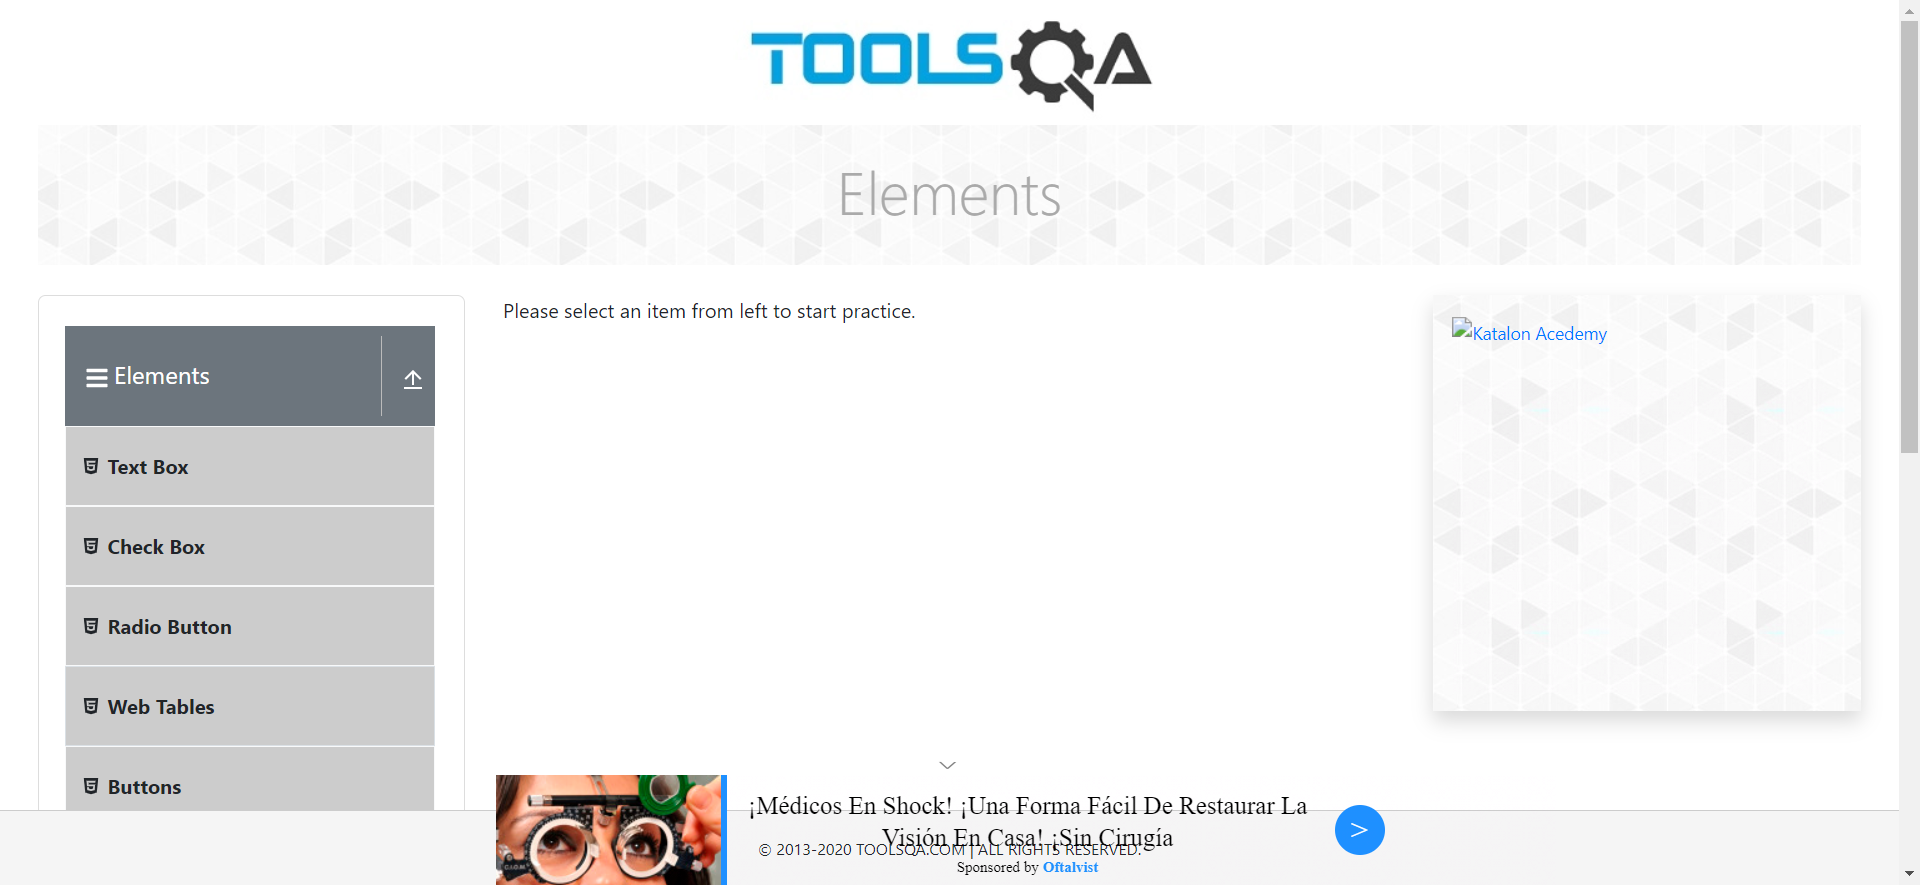 TOOLSQA
Elements
Elements
Text Box
Check Box
Radio Button
Web Tables
Buttons
Please select an item from left to start practice.
Katalon Acedemy
¡Médicos En Shock! ¡Una Forma Fácil De Restaurar La
Visión En Casa! ¡Sin Cirugía
© 2013-2020 TOOLSQA.COM | ALL RIGHTS RESERVED.
Sponsored by Oftalvist